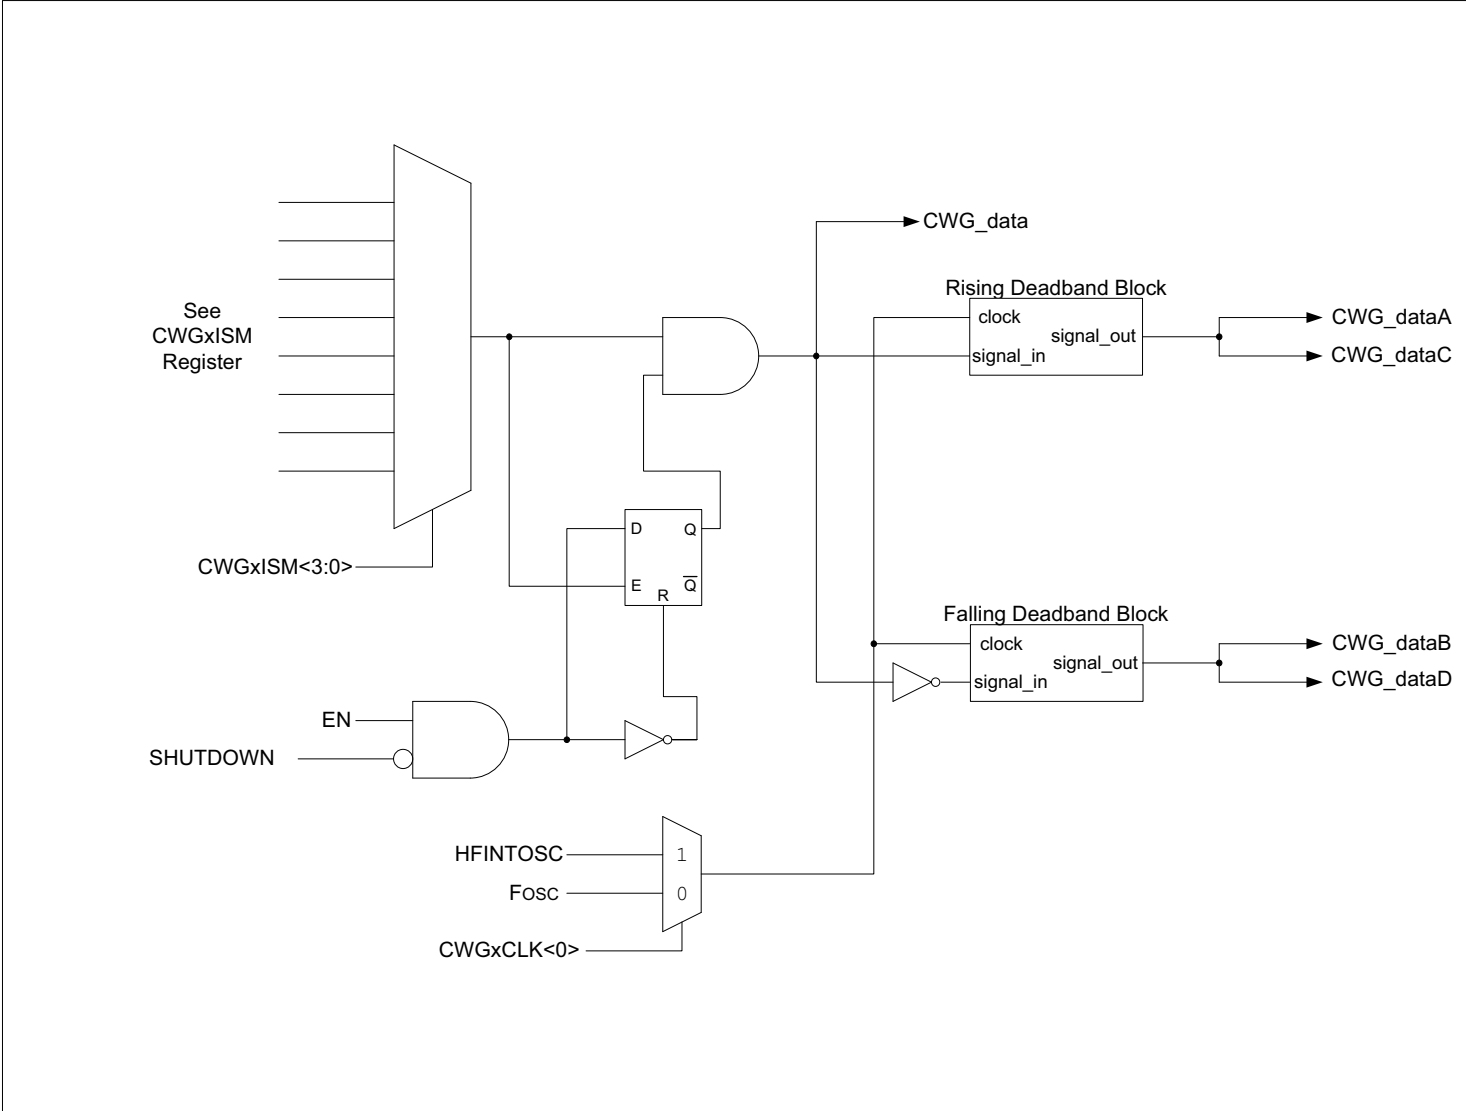 CWG_data
Rising Deadband Block
clock
signal_in
signal_out
CWG_dataA
CWG_dataC
See
CWGxISM
Register
CWGxISM<3:0>
D
Q
E
Q̅
R
Falling Deadband Block
clock
signal_in
signal_out
CWG_dataB
CWG_dataD
EN
SHUTDOWN
HFINTOSC
1
FOSC
0
CWGxCLK<0>